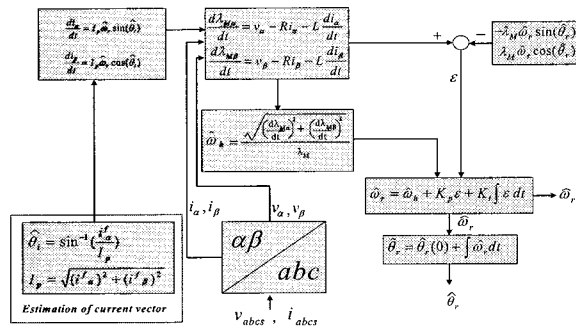 di_α/dt = I_p ω̂_r sin(θ̂_i)
di_β/dt = I_p ω̂_r cos(θ̂_i)
dλ_Mα/dt = v_α − Ri_α − L di_α/dt
dλ_Mβ/dt = v_β − Ri_β − L di_β/dt
+
−
−λ_M ω̂_r sin(θ̂_r)
λ_M ω̂_r cos(θ̂_r)
ε
ω̂_h = √((dλ_Mα/dt)² + (dλ_Mβ/dt)²) / λ_M
ω̂_r = ω̂_h + K_p ε + K_i ∫ ε dt
ω̂_r
ω̂_r
θ̂_r = θ̂_r(0) + ∫ ω̂_r dt
θ̂_r
i_α, i_β
v_α, v_β
αβ
abc
v_abcs , i_abcs
θ̂_i = sin⁻¹(i^f_α / I_p)
I_p = √((i^f_α)² + (i^f_β)²)
Estimation of current vector